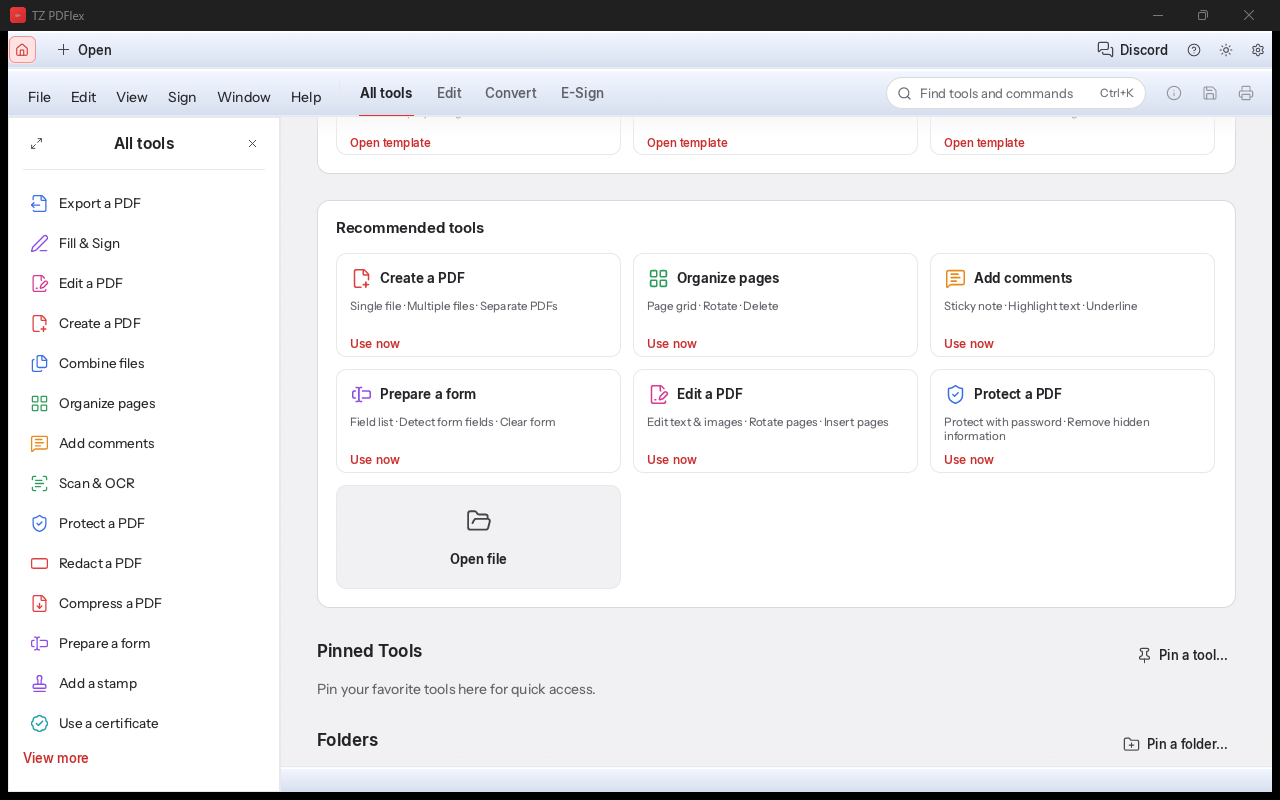 TZ PDFlex
Open
Discord
File Edit View Sign Window Help
All tools Edit Convert E-Sign
Find tools and commands Ctrl+K
All tools
Export a PDF
Fill & Sign
Edit a PDF
Create a PDF
Combine files
Organize pages
Add comments
Scan & OCR
Protect a PDF
Redact a PDF
Compress a PDF
Prepare a form
Add a stamp
Use a certificate
View more
Open template
Open template
Open template
Recommended tools
Create a PDF
Single file · Multiple files · Separate PDFs
Use now
Organize pages
Page grid · Rotate · Delete
Use now
Add comments
Sticky note · Highlight text · Underline
Use now
Prepare a form
Field list · Detect form fields · Clear form
Use now
Edit a PDF
Edit text & images · Rotate pages · Insert pages
Use now
Protect a PDF
Protect with password · Remove hidden
information
Use now
Open file
Pinned Tools
Pin a tool...
Pin your favorite tools here for quick access.
Folders
Pin a folder...